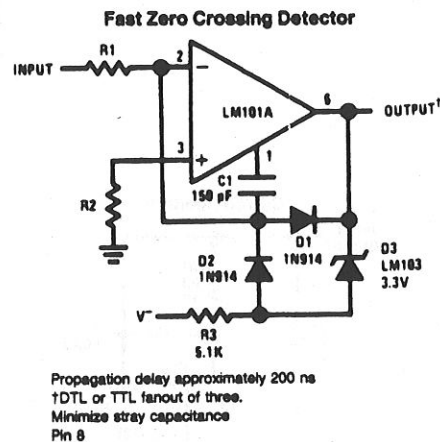 Fast Zero Crossing Detector
R1
INPUT
2
−
LM101A
6
OUTPUT†
3
+
1
C1
150 pF
R2
D1
1N914
D2
1N914
D3
LM103
3.3V
V−
R3
5.1K
Propagation delay approximately 200 ns
†DTL or TTL fanout of three.
Minimize stray capacitance
Pin 8